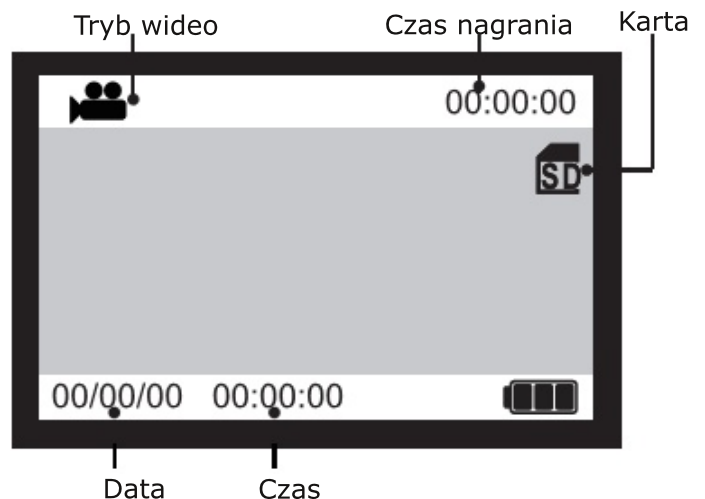 Tryb wideo
Czas nagrania
Karta
00:00:00
SD
00/00/00
00:00:00
Data
Czas